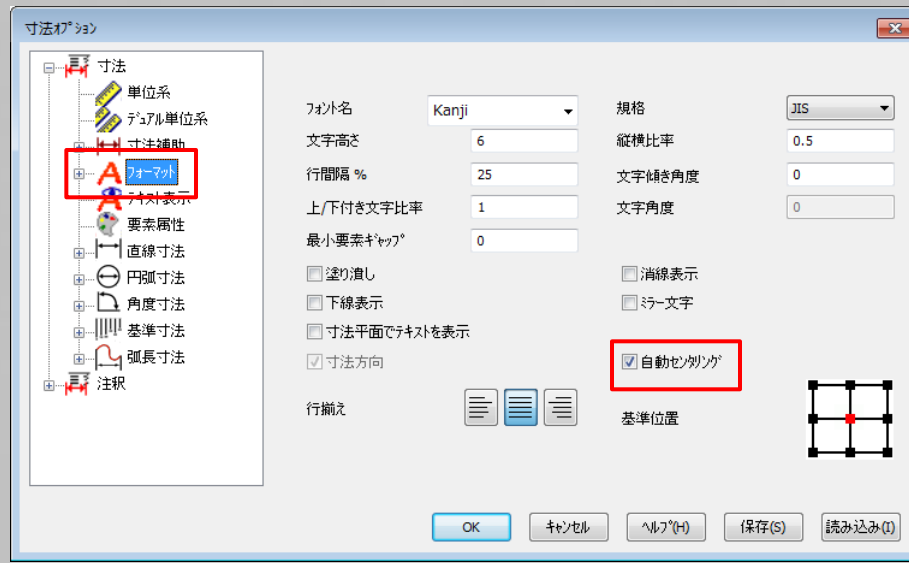 寸法ｵﾌﾟｼｮﾝ
寸法
単位系
ﾃﾞｭｱﾙ単位系
寸法補助
ﾌｫｰﾏｯﾄ
ﾃｷｽﾄ表示
要素属性
直線寸法
円弧寸法
角度寸法
基準寸法
弧長寸法
注釈
ﾌｫﾝﾄ名 Kanji 規格 JIS
文字高さ 6 縦横比率 0.5
行間隔 % 25 文字傾き角度 0
上/下付き文字比率 1 文字角度 0
最小要素ｷﾞｬｯﾌﾟ 0
塗り潰し 消線表示
下線表示 ﾐﾗｰ文字
寸法平面でﾃｷｽﾄを表示
寸法方向 自動ｾﾝﾀﾘﾝｸﾞ
行揃え 基準位置
OK ｷｬﾝｾﾙ ﾍﾙﾌﾟ(H) 保存(S) 読み込み(I)